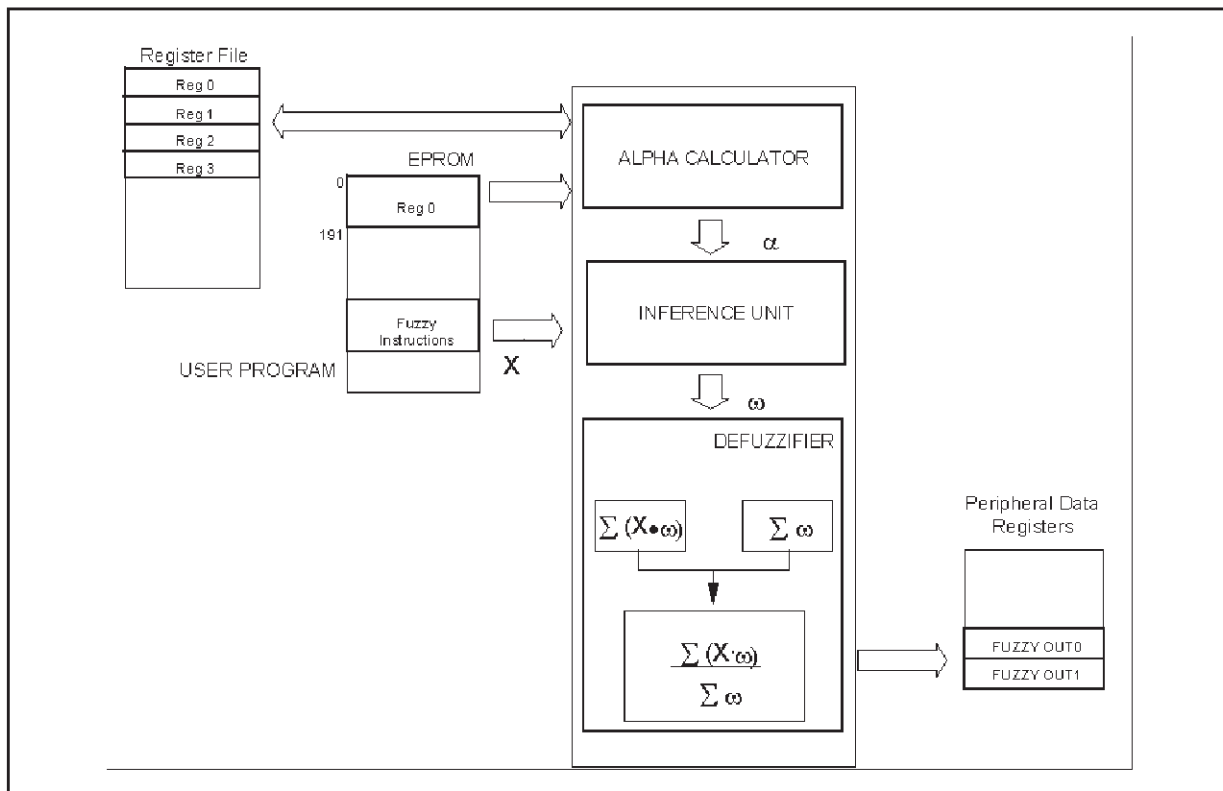 Register File
Reg 0
Reg 1
Reg 2
Reg 3
EPROM
0
Reg 0
191
Fuzzy
Instructions
USER PROGRAM
X
ALPHA CALCULATOR
α
INFERENCE UNIT
ω
DEFUZZIFIER
∑ (X•ω)
∑ ω
∑ (X·ω)
∑ ω
Peripheral Data
Registers
FUZZY OUT0
FUZZY OUT1